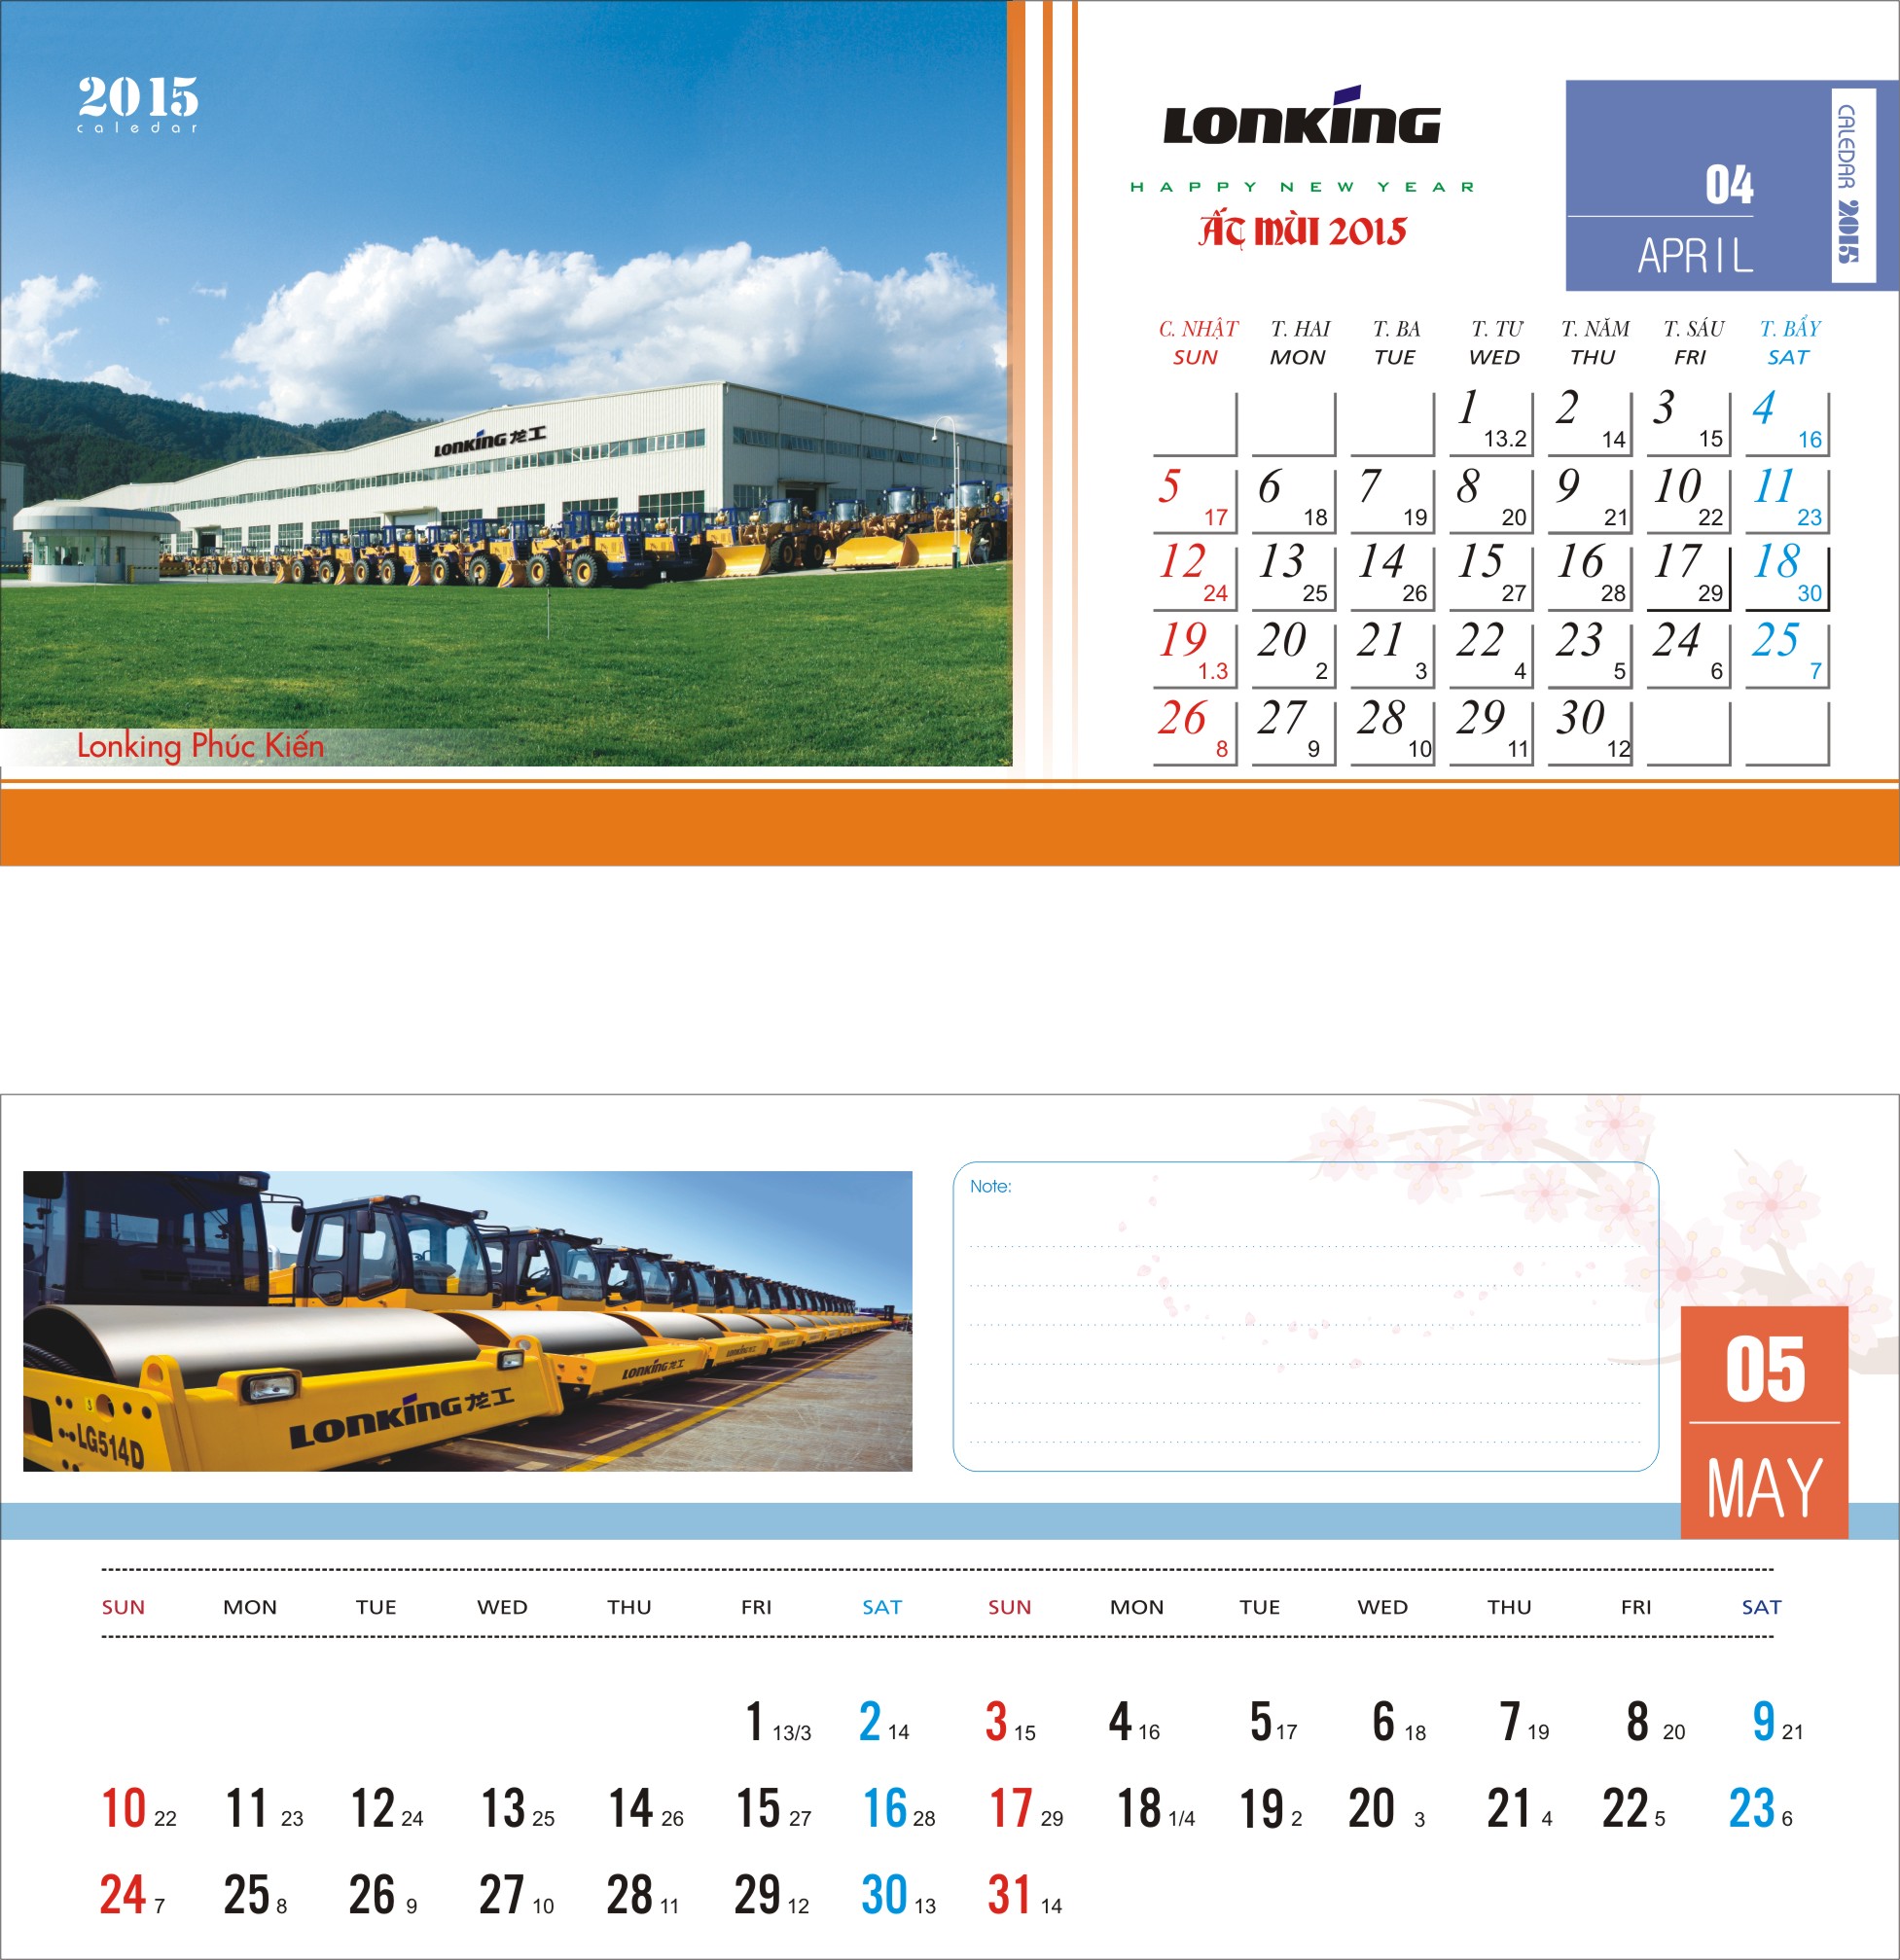 2015
caledar
LONKING 龙工
Lonking Phúc Kiến
LONKING
HAPPY NEW YEAR
ẤT MÙI 2015
04
APRIL
CALEDAR 2015
C. NHẬT T. HAI T. BA T. TƯ T. NĂM T. SÁU T. BẨY
SUN MON TUE WED THU FRI SAT
1 2 3 4
13.2 14 15 16
5 6 7 8 9 10 11
17 18 19 20 21 22 23
12 13 14 15 16 17 18
24 25 26 27 28 29 30
19 20 21 22 23 24 25
1.3 2 3 4 5 6 7
26 27 28 29 30
8 9 10 11 12
Note:
LONKING 龙工
LONKING 龙工
LG514D
05
MAY
SUN MON TUE WED THU FRI SAT SUN MON TUE WED THU FRI SAT
1 13/3 2 14 3 15 4 16 5 17 6 18 7 19 8 20 9 21
10 22 11 23 12 24 13 25 14 26 15 27 16 28 17 29 18 1/4 19 2 20 3 21 4 22 5 23 6
24 7 25 8 26 9 27 10 28 11 29 12 30 13 31 14